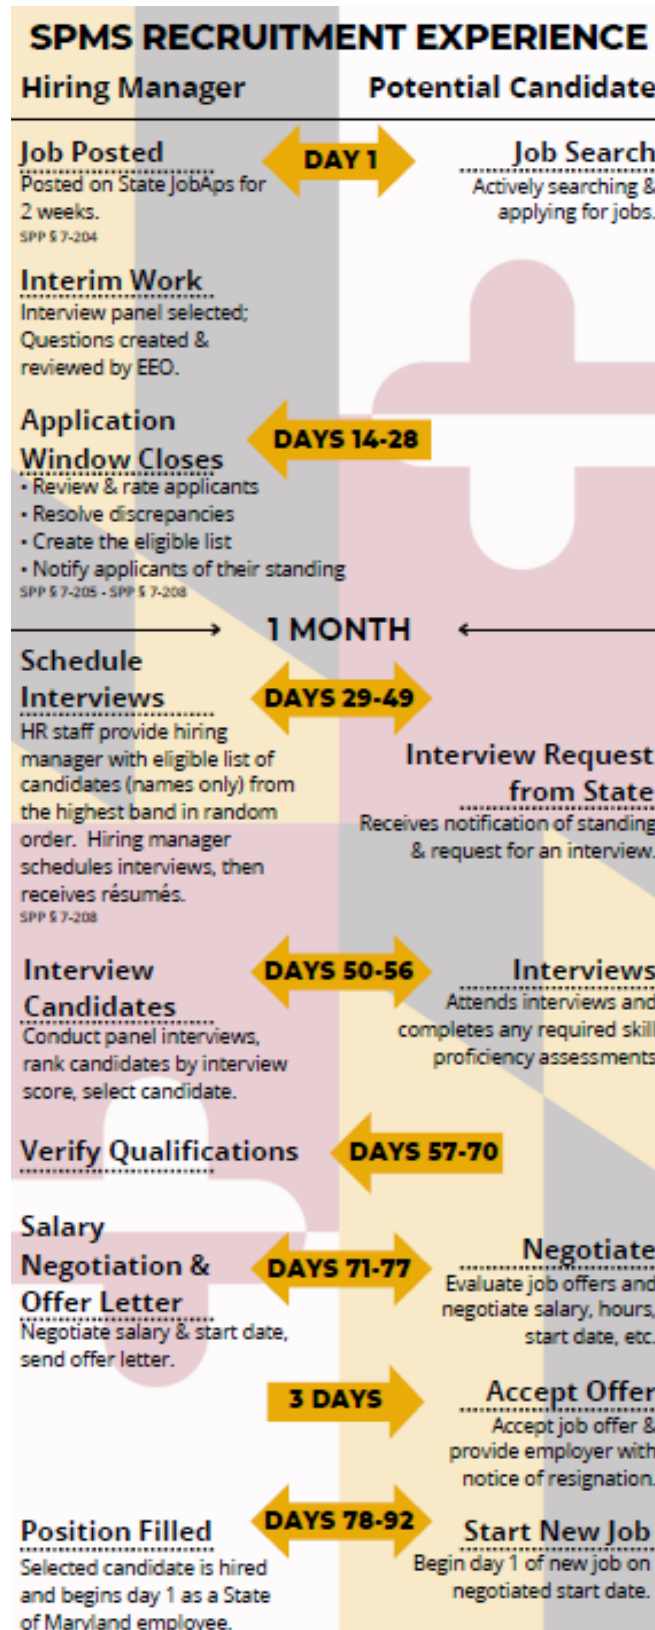 SPMS RECRUITMENT EXPERIENCE
Hiring Manager
Potential Candidate
Job Posted
Posted on State JobAps for
2 weeks.
SPP § 7-204
DAY 1
Job Search
Actively searching &
applying for jobs.
Interim Work
Interview panel selected;
Questions created &
reviewed by EEO.
Application
Window Closes
• Review & rate applicants
• Resolve discrepancies
• Create the eligible list
• Notify applicants of their standing
SPP § 7-205 - SPP § 7-208
DAYS 14-28
1 MONTH
Schedule
Interviews
HR staff provide hiring
manager with eligible list of
candidates (names only) from
the highest band in random
order. Hiring manager
schedules interviews, then
receives résumés.
SPP § 7-208
DAYS 29-49
Interview Request
from State
Receives notification of standing
& request for an interview.
Interview
Candidates
Conduct panel interviews,
rank candidates by interview
score, select candidate.
DAYS 50-56
Interviews
Attends interviews and
completes any required skill
proficiency assessments
Verify Qualifications
DAYS 57-70
Salary
Negotiation &
Offer Letter
Negotiate salary & start date,
send offer letter.
DAYS 71-77
Negotiate
Evaluate job offers and
negotiate salary, hours,
start date, etc.
3 DAYS
Accept Offer
Accept job offer &
provide employer with
notice of resignation.
Position Filled
Selected candidate is hired
and begins day 1 as a State
of Maryland employee.
DAYS 78-92
Start New Job
Begin day 1 of new job on
negotiated start date.